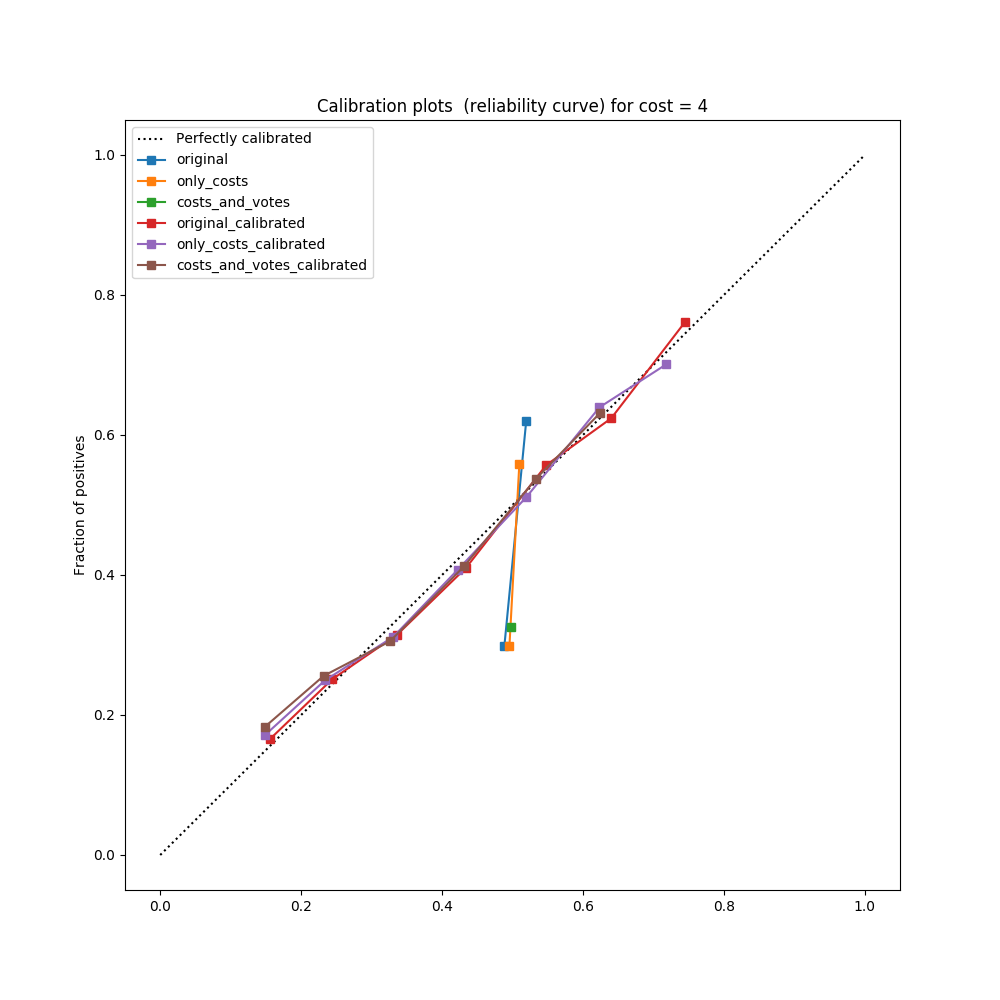 Calibration plots  (reliability curve) for cost = 4
Perfectly calibrated
original
only_costs
costs_and_votes
original_calibrated
only_costs_calibrated
costs_and_votes_calibrated
Fraction of positives
1.0
0.8
0.6
0.4
0.2
0.0
0.0 0.2 0.4 0.6 0.8 1.0